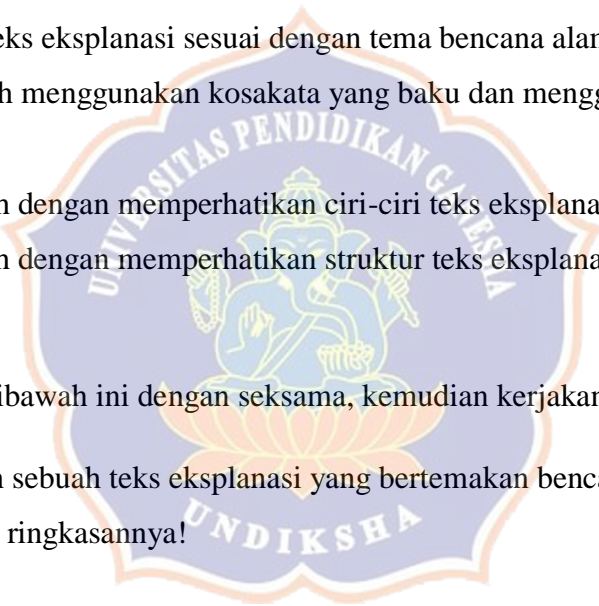 eks eksplanasi sesuai dengan tema bencana alam
h menggunakan kosakata yang baku dan mengg
UNIVERSITAS PENDIDIKAN GANESHA
n dengan memperhatikan ciri-ciri teks eksplana
n dengan memperhatikan struktur teks eksplana
ibawah ini dengan seksama, kemudian kerjakan
n sebuah teks eksplanasi yang bertemakan benca
ringkasannya!
UNDIKSHA